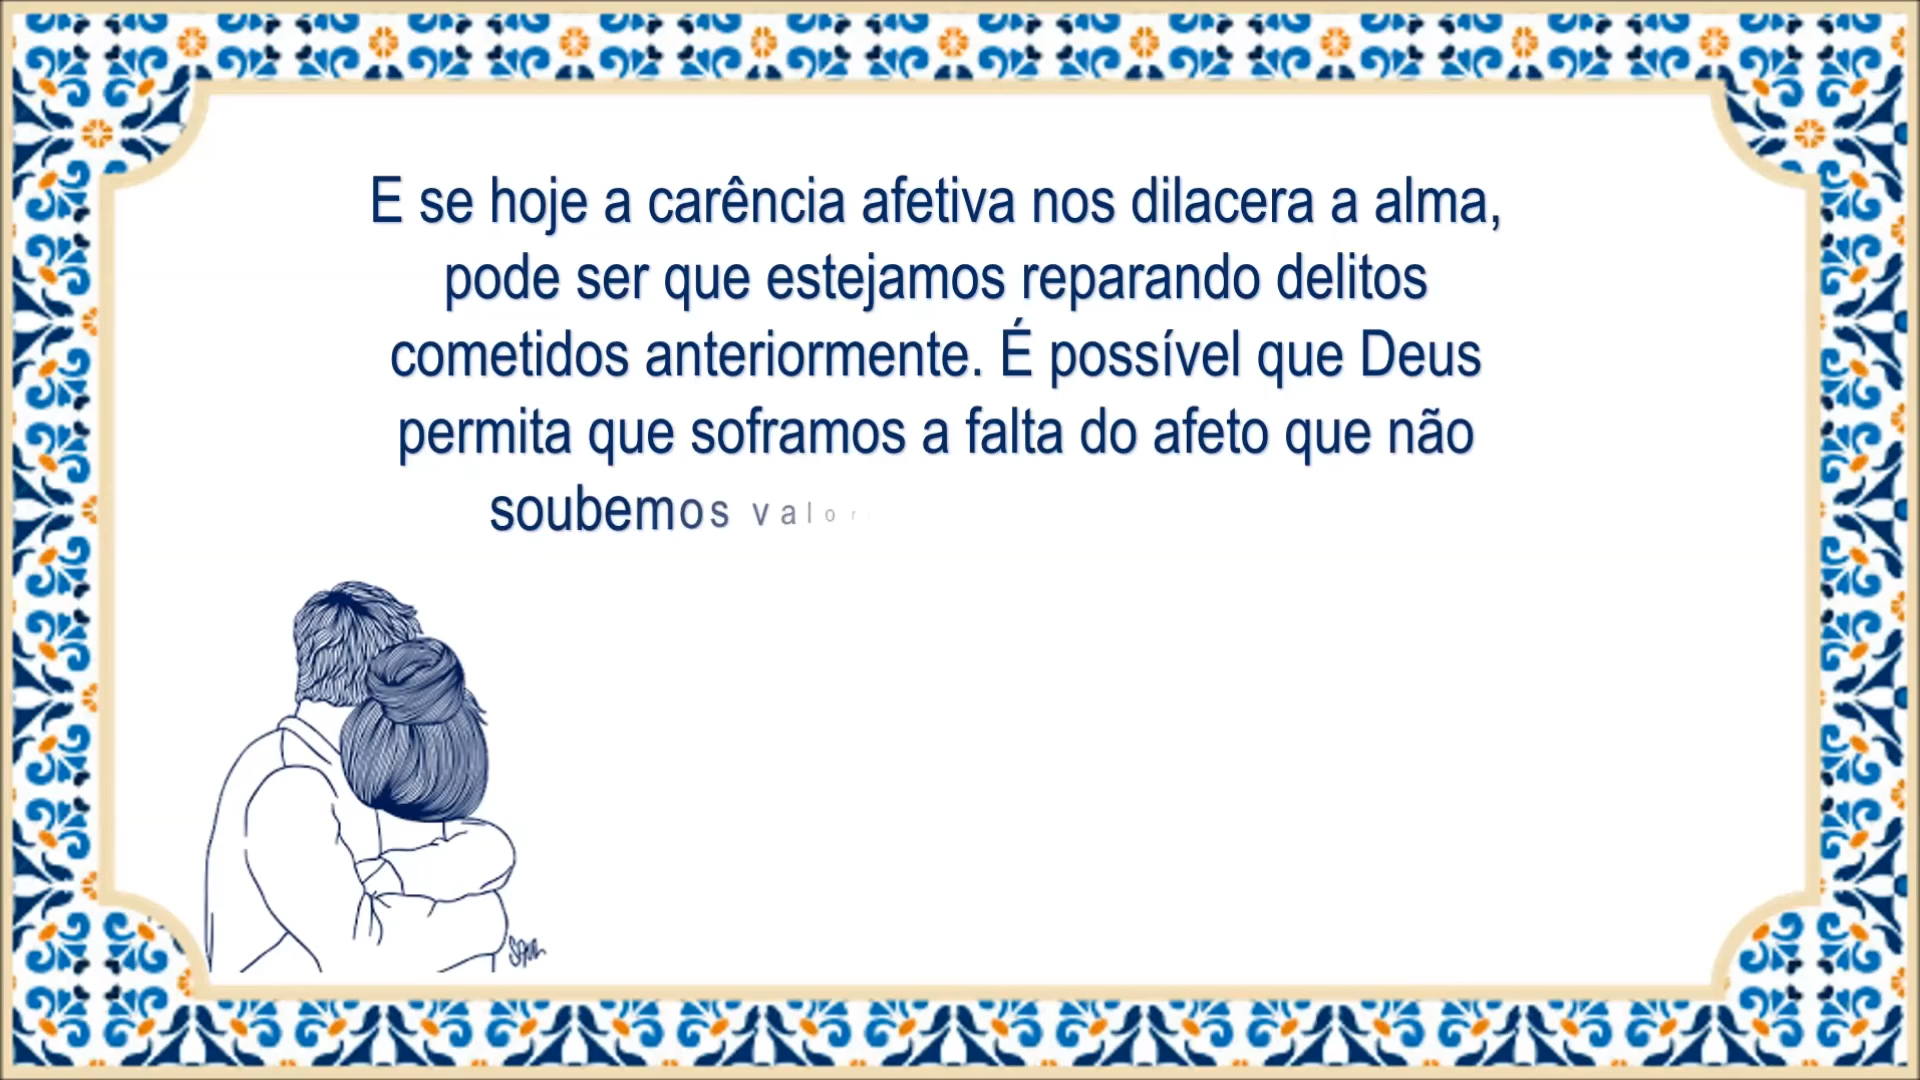 E se hoje a carência afetiva nos dilacera a alma,
pode ser que estejamos reparando delitos
cometidos anteriormente. É possível que Deus
permita que soframos a falta do afeto que não
soubemos valor